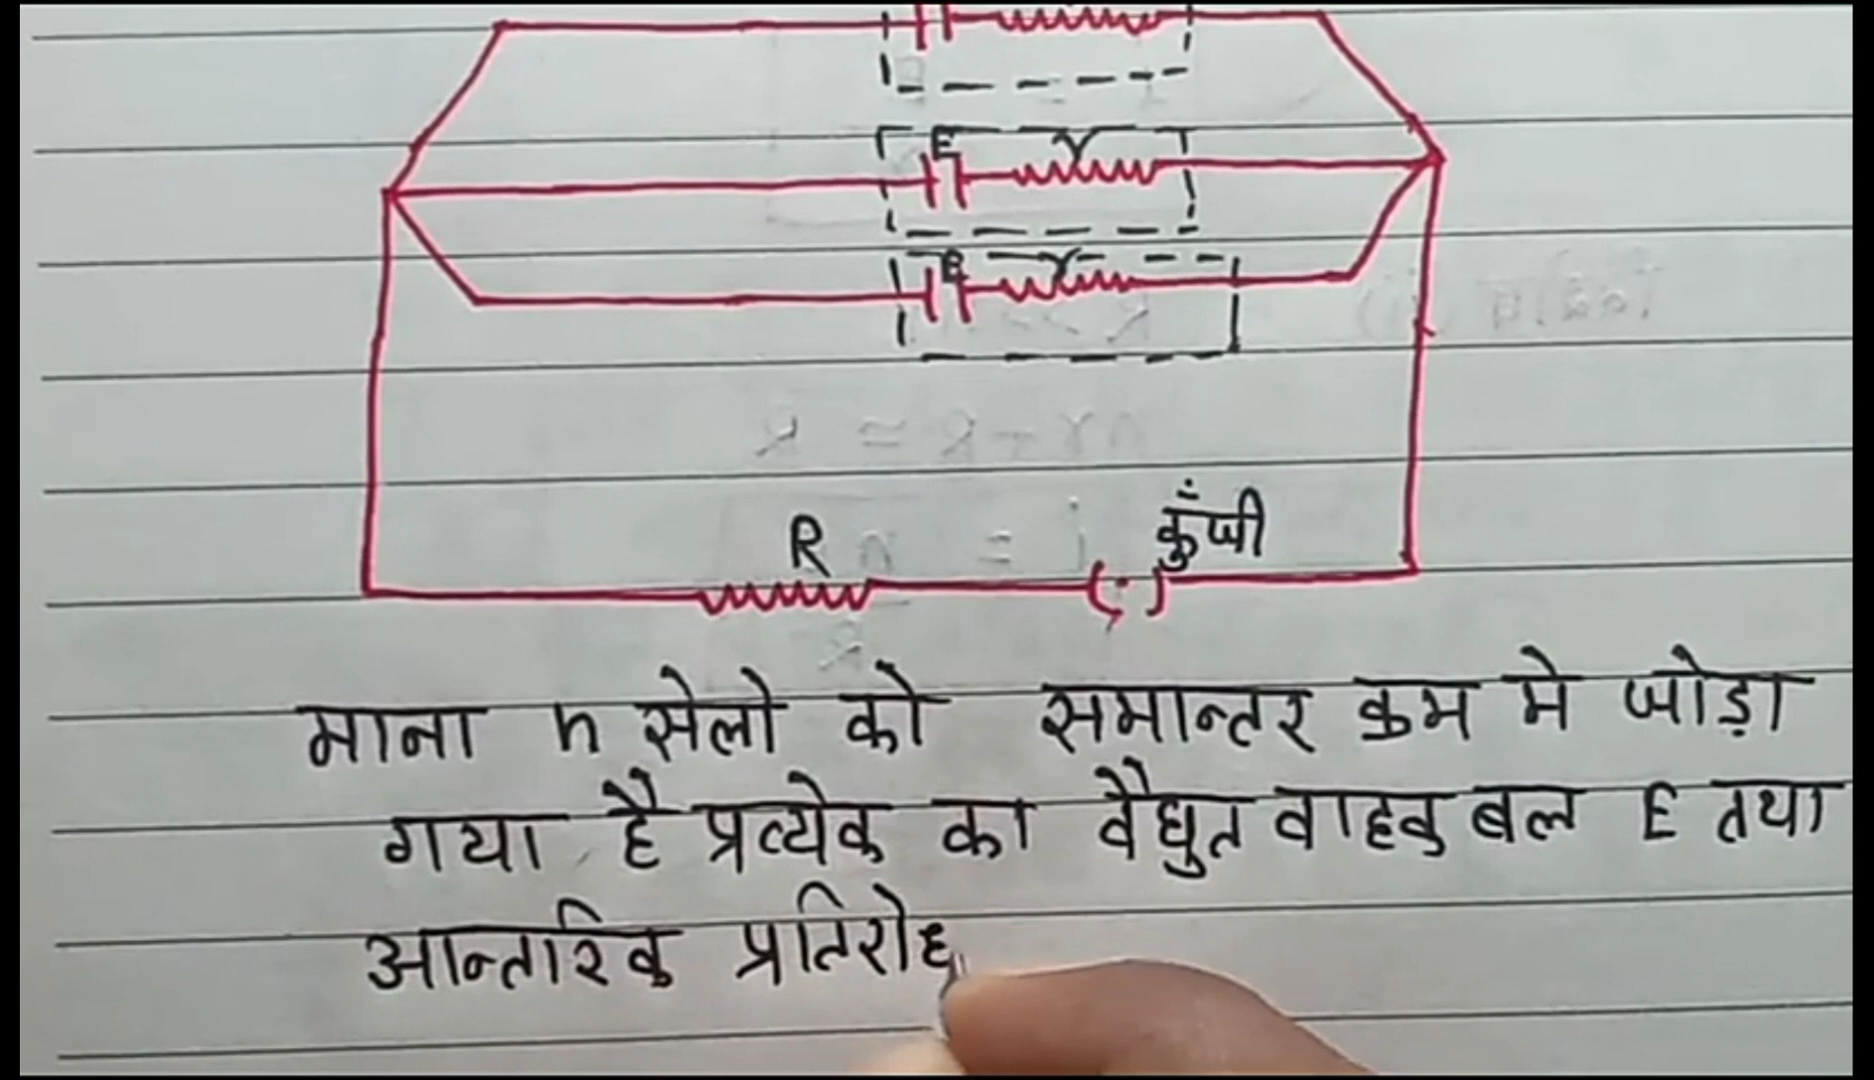 E r
E r
R कुँजी
माना n सेलो को समान्तर क्रम मे जोड़ा
गया है प्रत्येक का वैद्युत वाहक बल E तथा
आन्तरिक प्रतिरोध